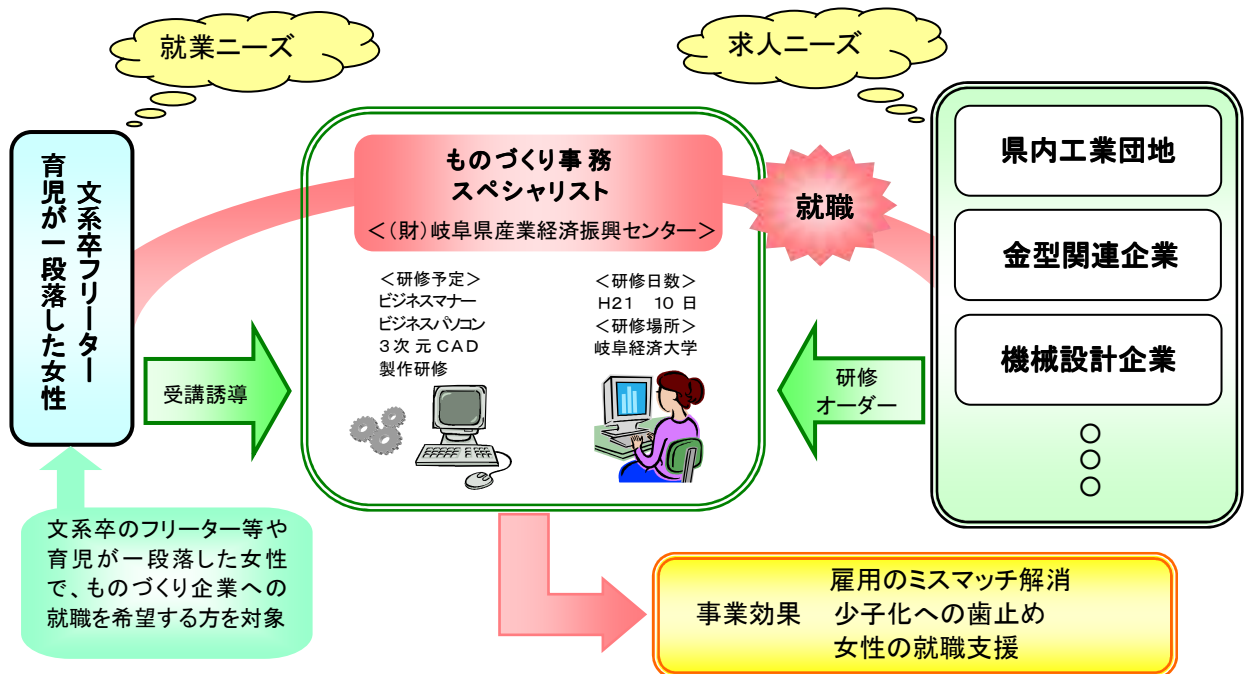 就業ニーズ
求人ニーズ
文系卒フリーター
育児が一段落した女性
ものづくり事務
スペシャリスト
＜(財)岐阜県産業経済振興センター＞
＜研修予定＞
ビジネスマナー
ビジネスパソコン
３次元CAD
製作研修
＜研修日数＞
H21　10 日
＜研修場所＞
岐阜経済大学
就職
県内工業団地
金型関連企業
機械設計企業
○
○
○
受講誘導
研修
オーダー
文系卒のフリーター等や
育児が一段落した女性
で、ものづくり企業への
就職を希望する方を対象
雇用のミスマッチ解消
事業効果　少子化への歯止め
女性の就職支援